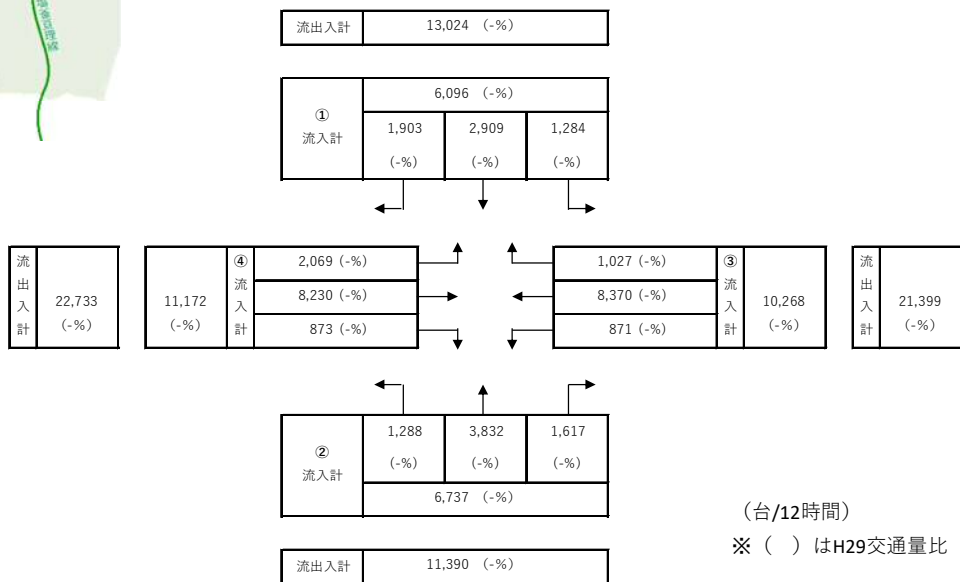 流出入計 13,024 (-%)
① 流入計
6,096 (-%)
1,903 2,909 1,284
(-%) (-%) (-%)
流出入計 22,733 (-%)
11,172 (-%)
④ 流入計
2,069 (-%)
8,230 (-%)
873 (-%)
1,027 (-%)
8,370 (-%)
871 (-%)
③ 流入計
10,268 (-%)
流出入計 21,399 (-%)
② 流入計
1,288 3,832 1,617
(-%) (-%) (-%)
6,737 (-%)
流出入計 11,390 (-%)
(台/12時間)
※( )はH29交通量比